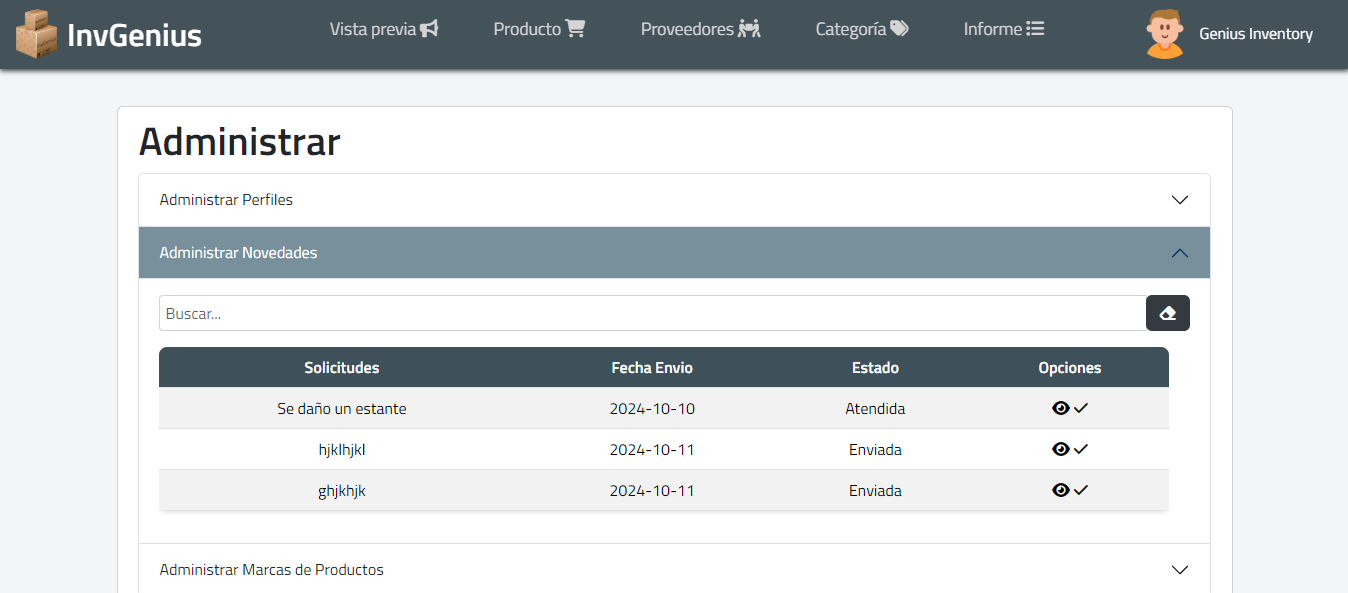 InvGenius
Vista previa
Producto
Proveedores
Categoría
Informe
Genius Inventory
Administrar
Administrar Perfiles
Administrar Novedades
Buscar...
Solicitudes Fecha Envio Estado Opciones
Se daño un estante 2024-10-10 Atendida
hjklhjkl 2024-10-11 Enviada
ghjkhjk 2024-10-11 Enviada
Administrar Marcas de Productos